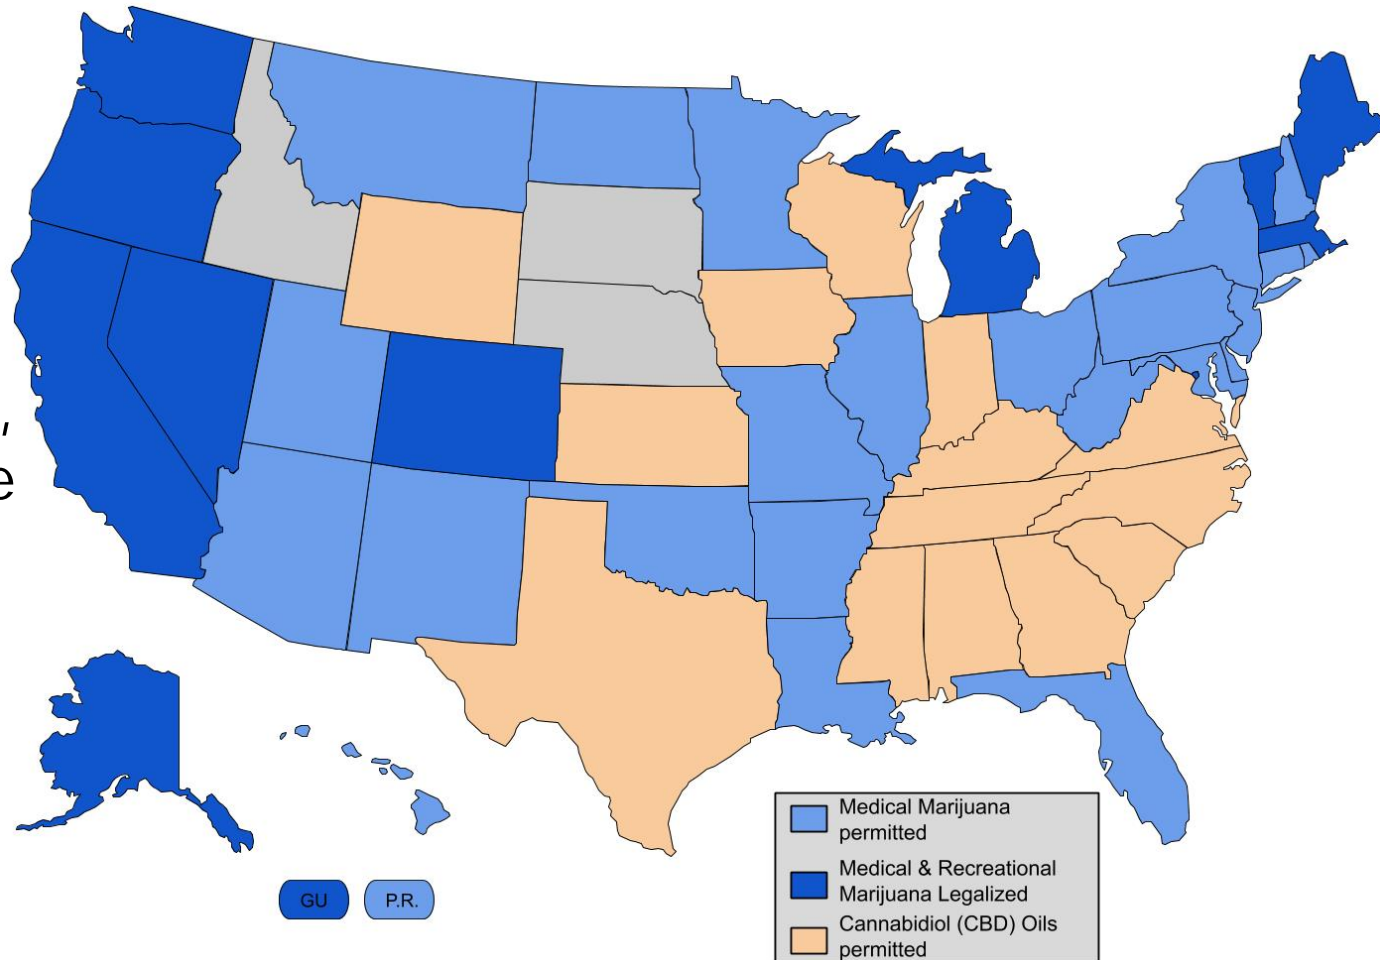 ,
e
GU
P.R.
Medical Marijuana
permitted
Medical & Recreational
Marijuana Legalized
Cannabidiol (CBD) Oils
permitted